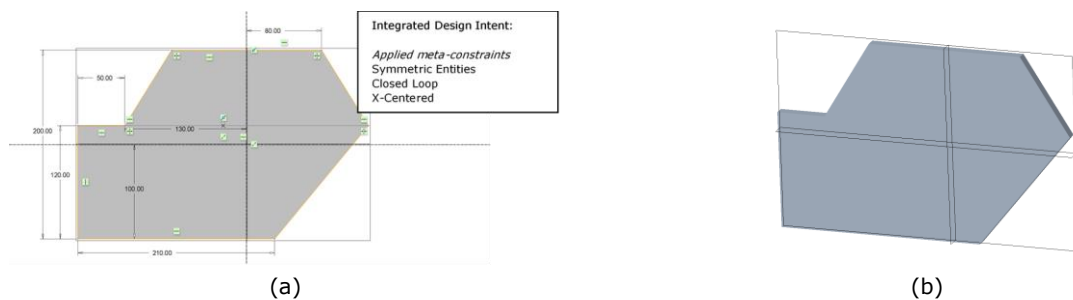 80.00
Integrated Design Intent:
Applied meta-constraints
Symmetric Entities
Closed Loop
X-Centered
50.00
200.00
130.00
120.00
100.00
210.00
(a)
(b)